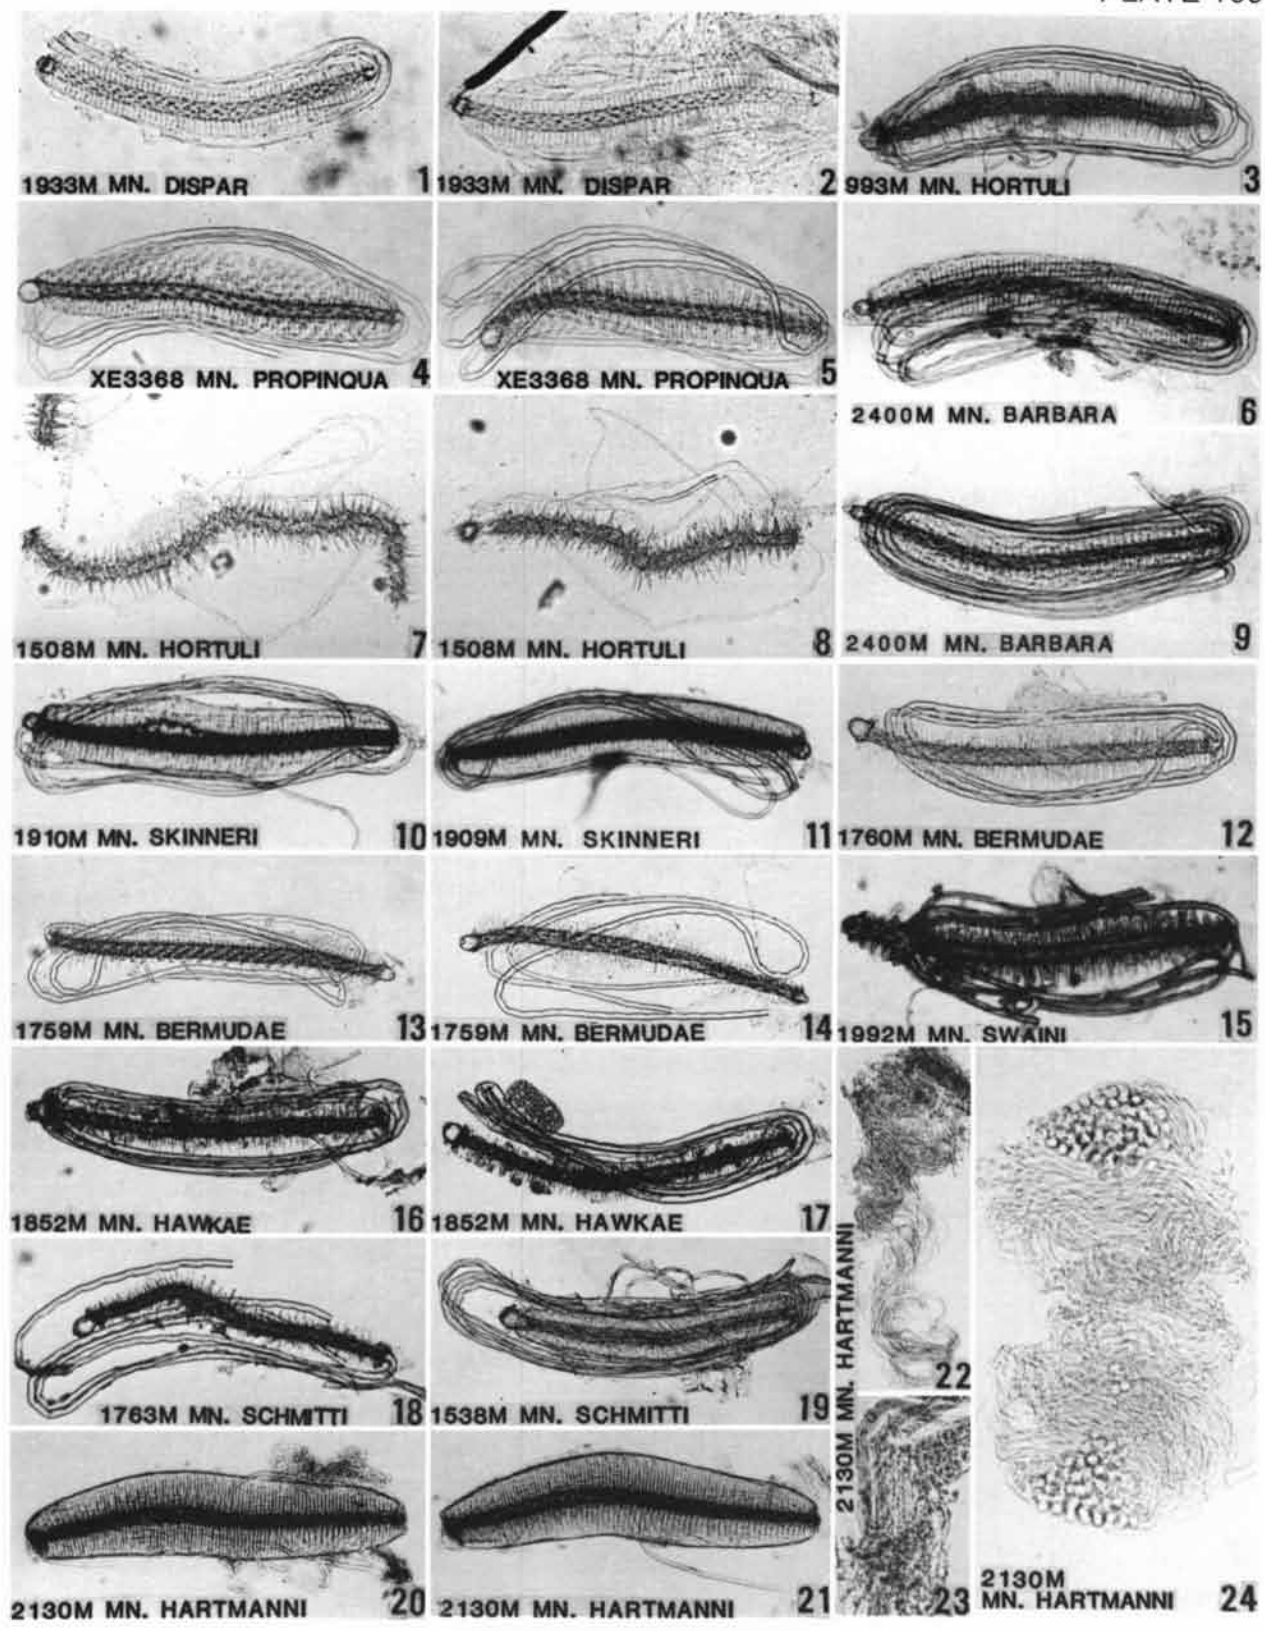 1933M MN. DISPAR 1
1933M MN. DISPAR 2
993M MN. HORTULI 3
XE3368 MN. PROPINQUA 4
XE3368 MN. PROPINQUA 5
2400M MN. BARBARA 6
1508M MN. HORTULI 7
1508M MN. HORTULI 8
2400M MN. BARBARA 9
1910M MN. SKINNERI 10
1909M MN. SKINNERI 11
1760M MN. BERMUDAE 12
1759M MN. BERMUDAE 13
1759M MN. BERMUDAE 14
1992M MN. SWAINI 15
1852M MN. HAWKAE 16
1852M MN. HAWKAE 17
1763M MN. SCHMITTI 18
1538M MN. SCHMITTI 19
2130M MN. HARTMANNI 20
2130M MN. HARTMANNI 21
2130M MN. HARTMANNI
22
23
2130M
MN. HARTMANNI 24